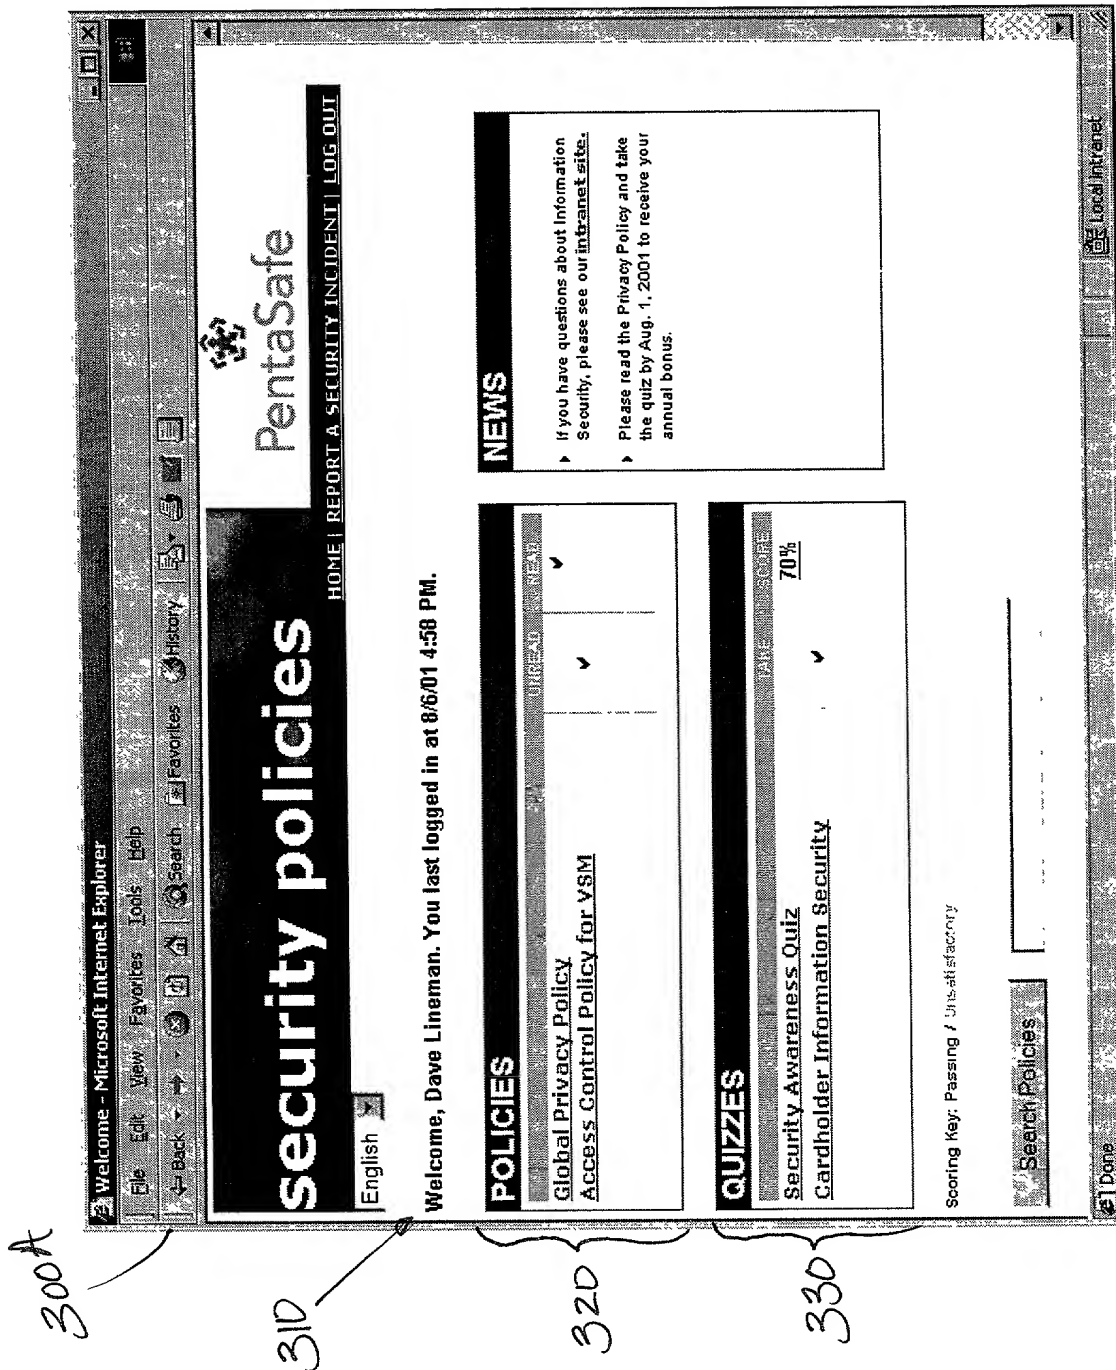 Welcome - Microsoft Internet Explorer
File Edit View Favorites Tools Help
Back Search Favorites History
security policies
PentaSafe
HOME | REPORT A SECURITY INCIDENT | LOG OUT
English
Welcome, Dave Lineman. You last logged in at 8/6/01 4:58 PM.
POLICIES
UNREAD READ
Global Privacy Policy
Access Control Policy for VSM
NEWS
If you have questions about Information
Security, please see our intranet site.
Please read the Privacy Policy and take
the quiz by Aug. 1, 2001 to receive your
annual bonus.
QUIZZES
TAKE SCORE
Security Awareness Quiz 70%
Cardholder Information Security
Scoring Key: Passing / Unsatisfactory
Search Policies
Done Local intranet
300A
310
320
330